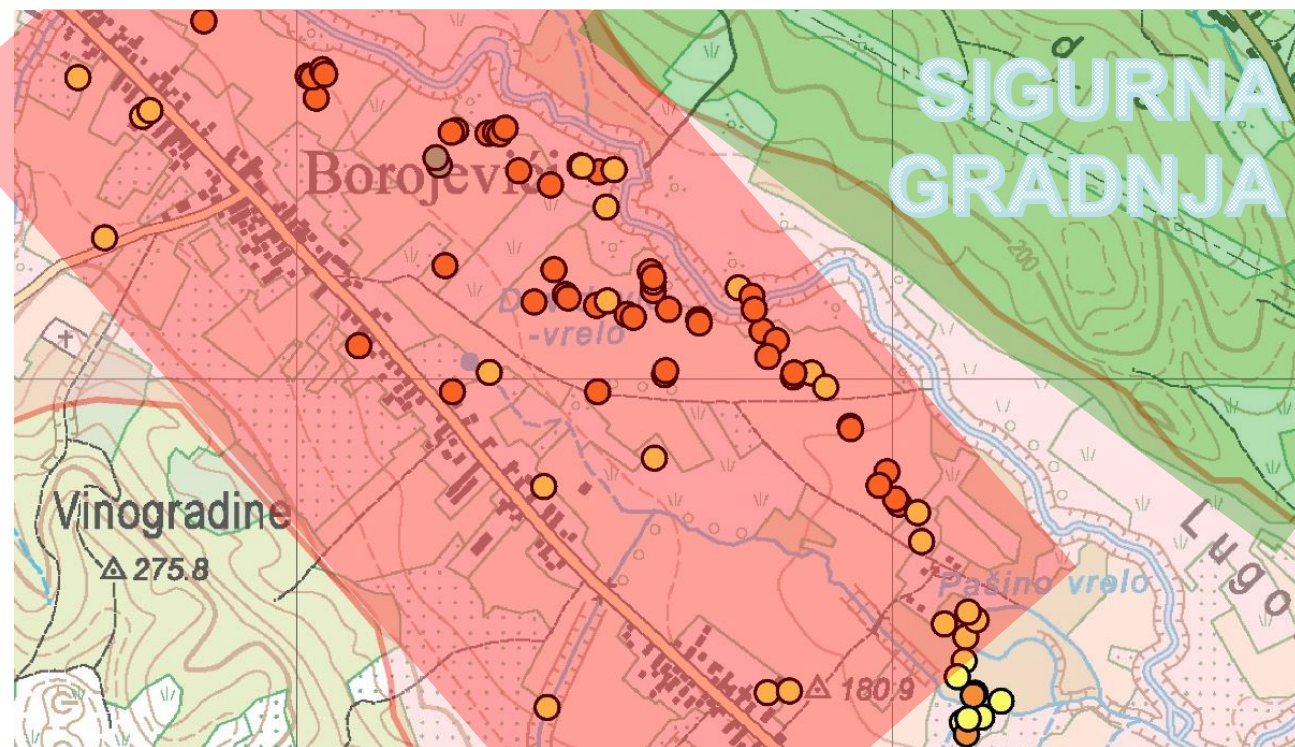 SIGURNA
GRADNJA
Borojevići
200
-vrelo
Vinogradine
275.8
Lugo
Pašino vrelo
180.9